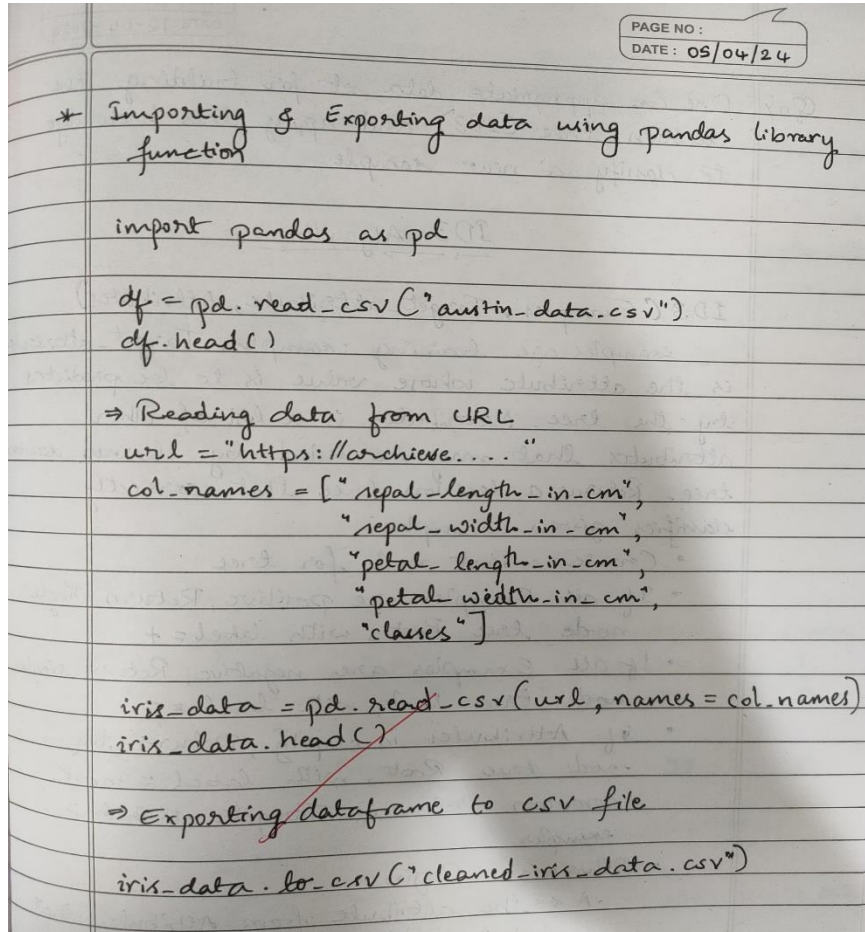 PAGE NO :
DATE : 05/04/24
* Importing & Exporting data using pandas library
function
import pandas as pd
df = pd. read_csv ("austin_data.csv")
df.head ()
⇒ Reading data from URL
url = "https://archieve. . . . "
col_names = ["sepal_length_in_cm",
"sepal_width_in_cm",
"petal_length_in_cm",
"petal_width_in_cm",
"classes"]
iris_data = pd. read_csv (url, names = col_names)
iris_data. head ()
⇒ Exporting dataframe to csv file
iris_data. to_csv ("cleaned_iris_data.csv")